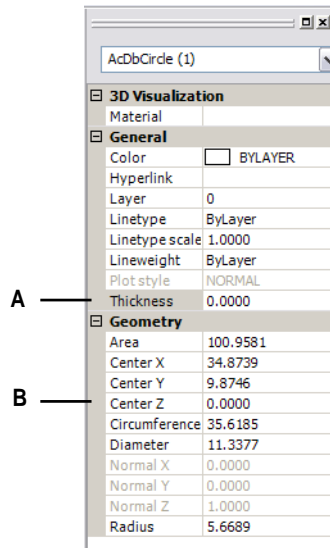 AcDbCircle (1)
3D Visualization
Material
General
Color BYLAYER
Hyperlink
Layer 0
Linetype ByLayer
Linetype scale 1.0000
Lineweight ByLayer
Plot style NORMAL
A Thickness 0.0000
Geometry
Area 100.9581
Center X 34.8739
Center Y 9.8746
B Center Z 0.0000
Circumference 35.6185
Diameter 11.3377
Normal X 0.0000
Normal Y 0.0000
Normal Z 1.0000
Radius 5.6689